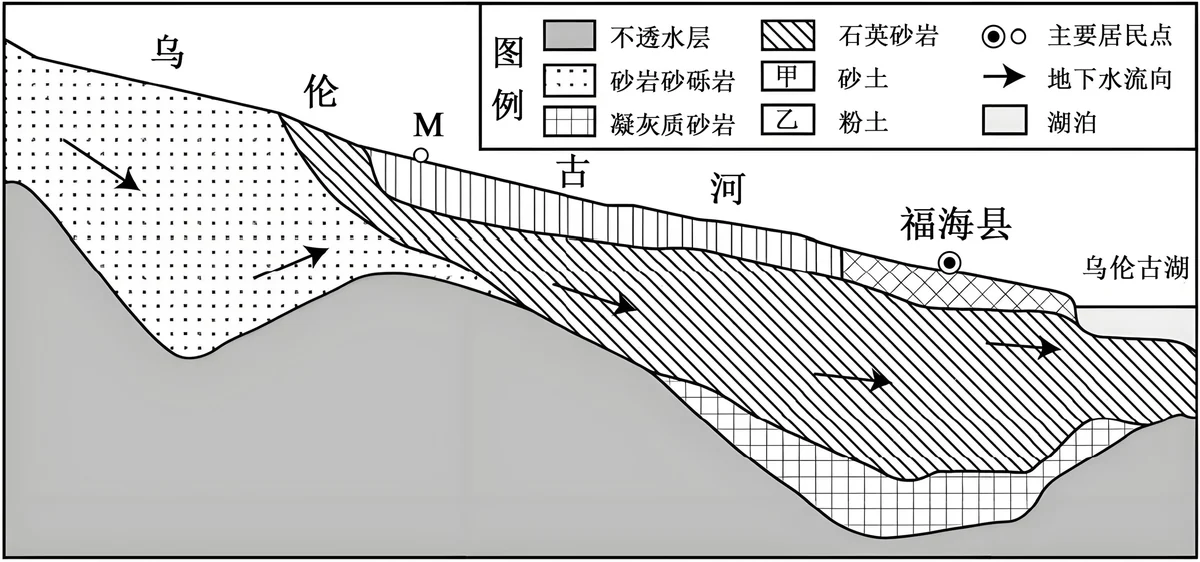 乌
伦
M
古
河
福海县
乌伦古湖
图例
不透水层
石英砂岩
主要居民点
砂岩砂砾岩
甲
砂土
地下水流向
凝灰质砂岩
乙
粉土
湖泊